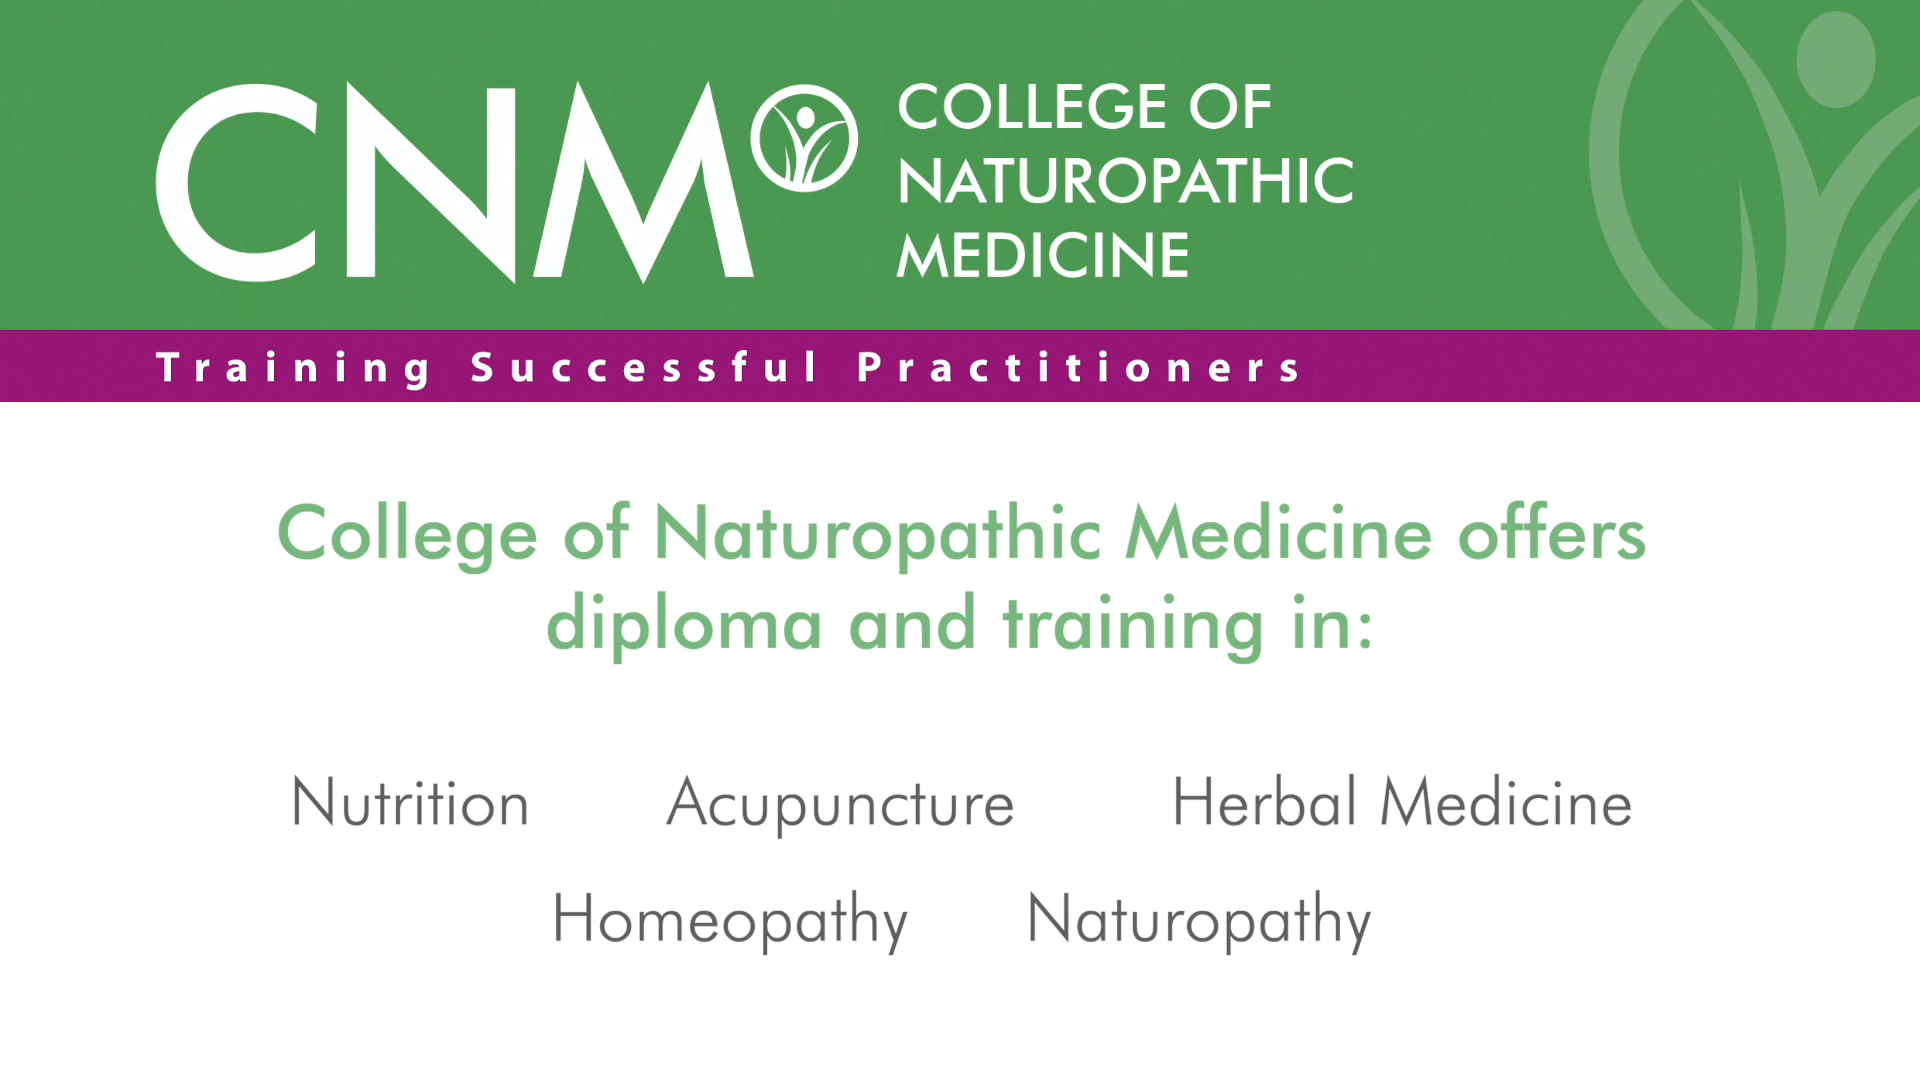 CNM
COLLEGE OF
NATUROPATHIC
MEDICINE
Training Successful Practitioners
College of Naturopathic Medicine offers
diploma and training in:
Nutrition Acupuncture Herbal Medicine
Homeopathy Naturopathy